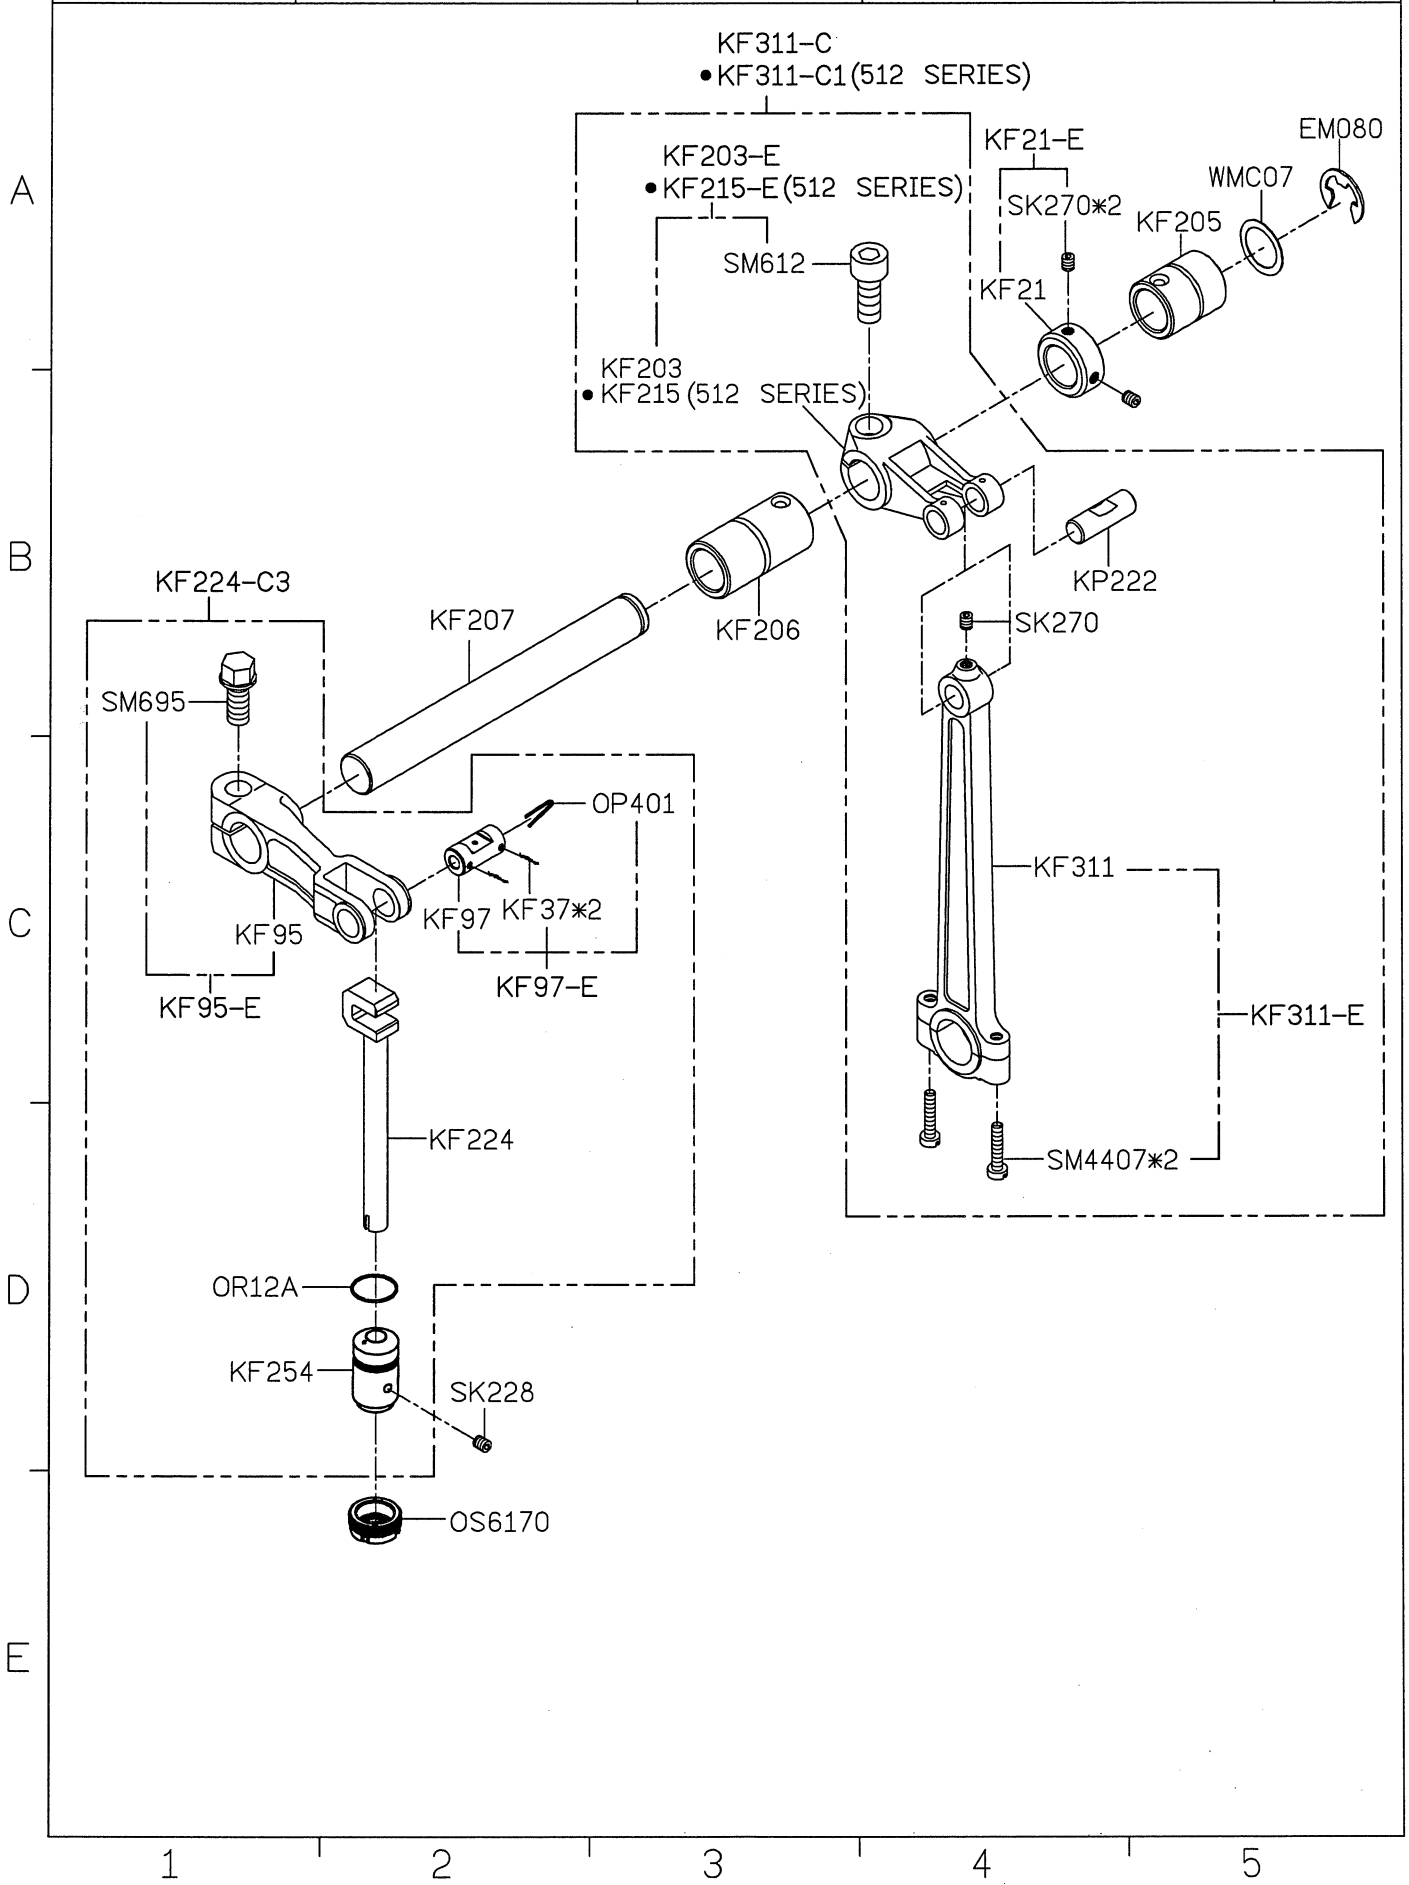 KF311-C
●KF311-C1(512 SERIES)
KF21-E
EM080
KF203-E
●KF215-E(512 SERIES)
WMC07
A
SK270*2
KF205
SM612
KF21
KF203
●KF215(512 SERIES)
B
KF224-C3
KP222
KF207
KF206
SK270
SM695
OP401
KF311
KF97
KF37*2
C
KF95
KF97-E
KF95-E
KF311-E
KF224
SM4407*2
D
OR12A
KF254
SK228
OS6170
E
1
2
3
4
5